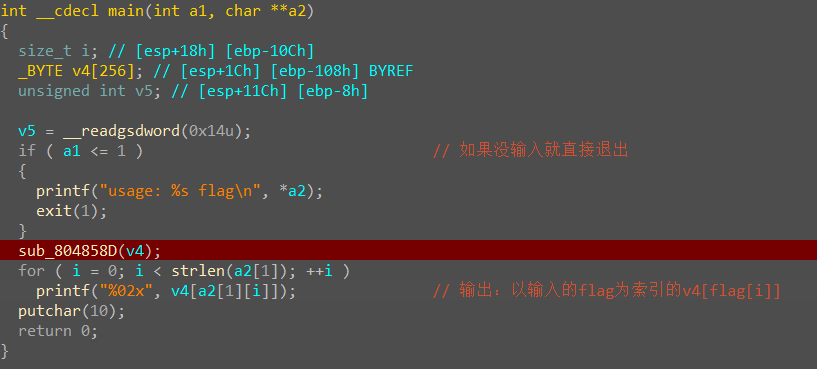 int __cdecl main(int a1, char **a2)
{
  size_t i; // [esp+18h] [ebp-10Ch]
  _BYTE v4[256]; // [esp+1Ch] [ebp-108h] BYREF
  unsigned int v5; // [esp+11Ch] [ebp-8h]

  v5 = __readgsdword(0x14u);
  if ( a1 <= 1 ) // 如果没输入就直接退出
  {
    printf("usage: %s flag\n", *a2);
    exit(1);
  }
  sub_804858D(v4);
  for ( i = 0; i < strlen(a2[1]); ++i )
    printf("%02x", v4[a2[1][i]]); // 输出：以输入的flag为索引的v4[flag[i]]
  putchar(10);
  return 0;
}